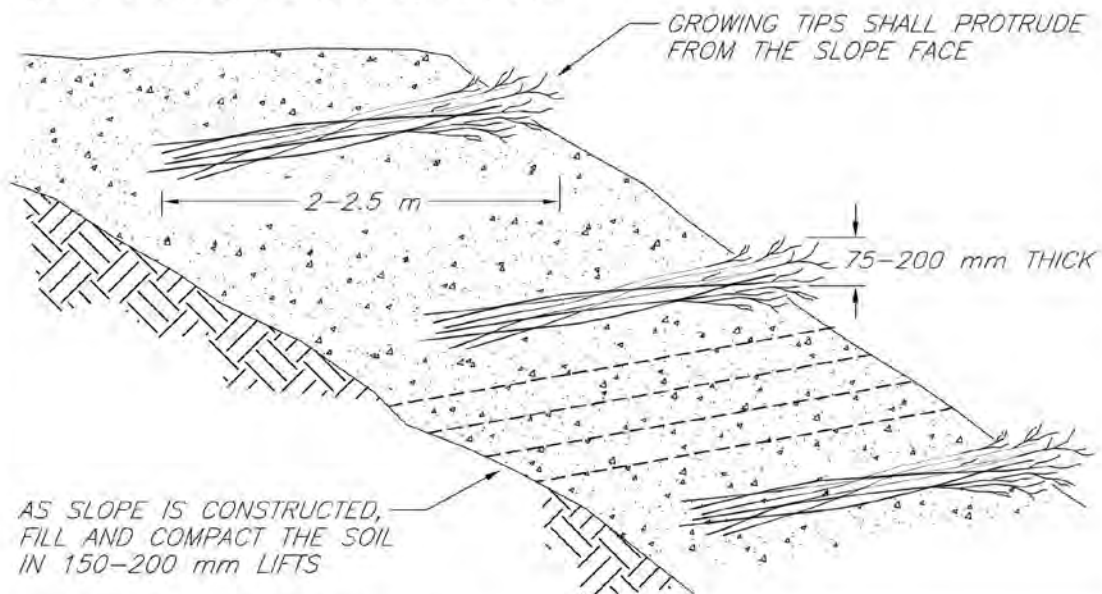 GROWING TIPS SHALL PROTRUDE
FROM THE SLOPE FACE
2-2.5 m
75-200 mm THICK
AS SLOPE IS CONSTRUCTED,
FILL AND COMPACT THE SOIL
IN 150-200 mm LIFTS